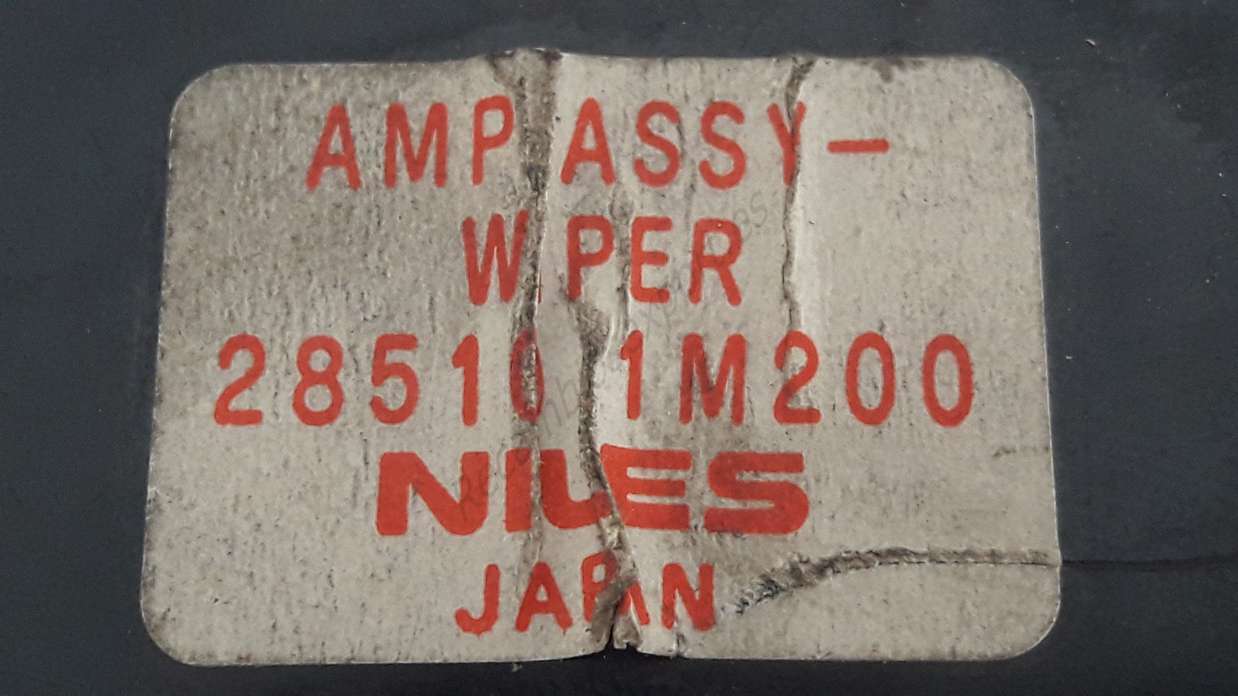 AMP ASSY-
WIPER
28510 1M200
NILES
JAPAN